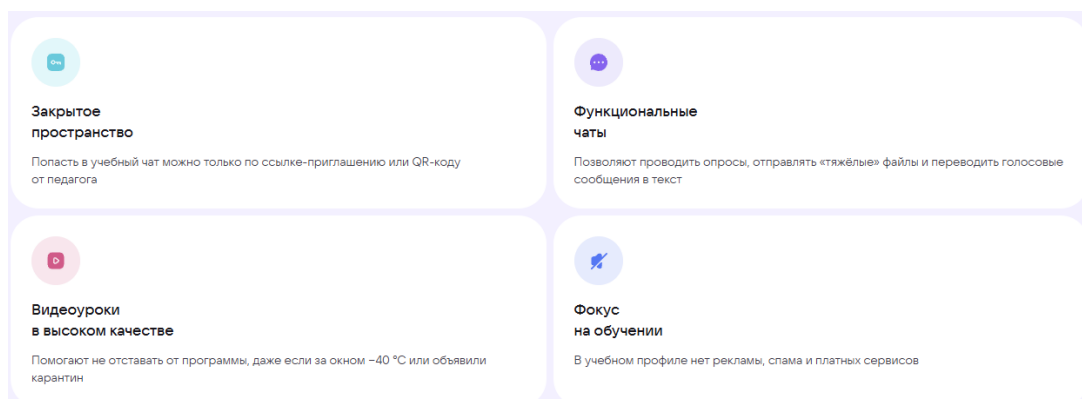 Закрытое
пространство
Попасть в учебный чат можно только по ссылке-приглашению или QR-коду
от педагога
Функциональные
чаты
Позволяют проводить опросы, отправлять «тяжёлые» файлы и переводить голосовые
сообщения в текст
Видеоуроки
в высоком качестве
Помогают не отставать от программы, даже если за окном −40 °C или объявили
карантин
Фокус
на обучении
В учебном профиле нет рекламы, спама и платных сервисов